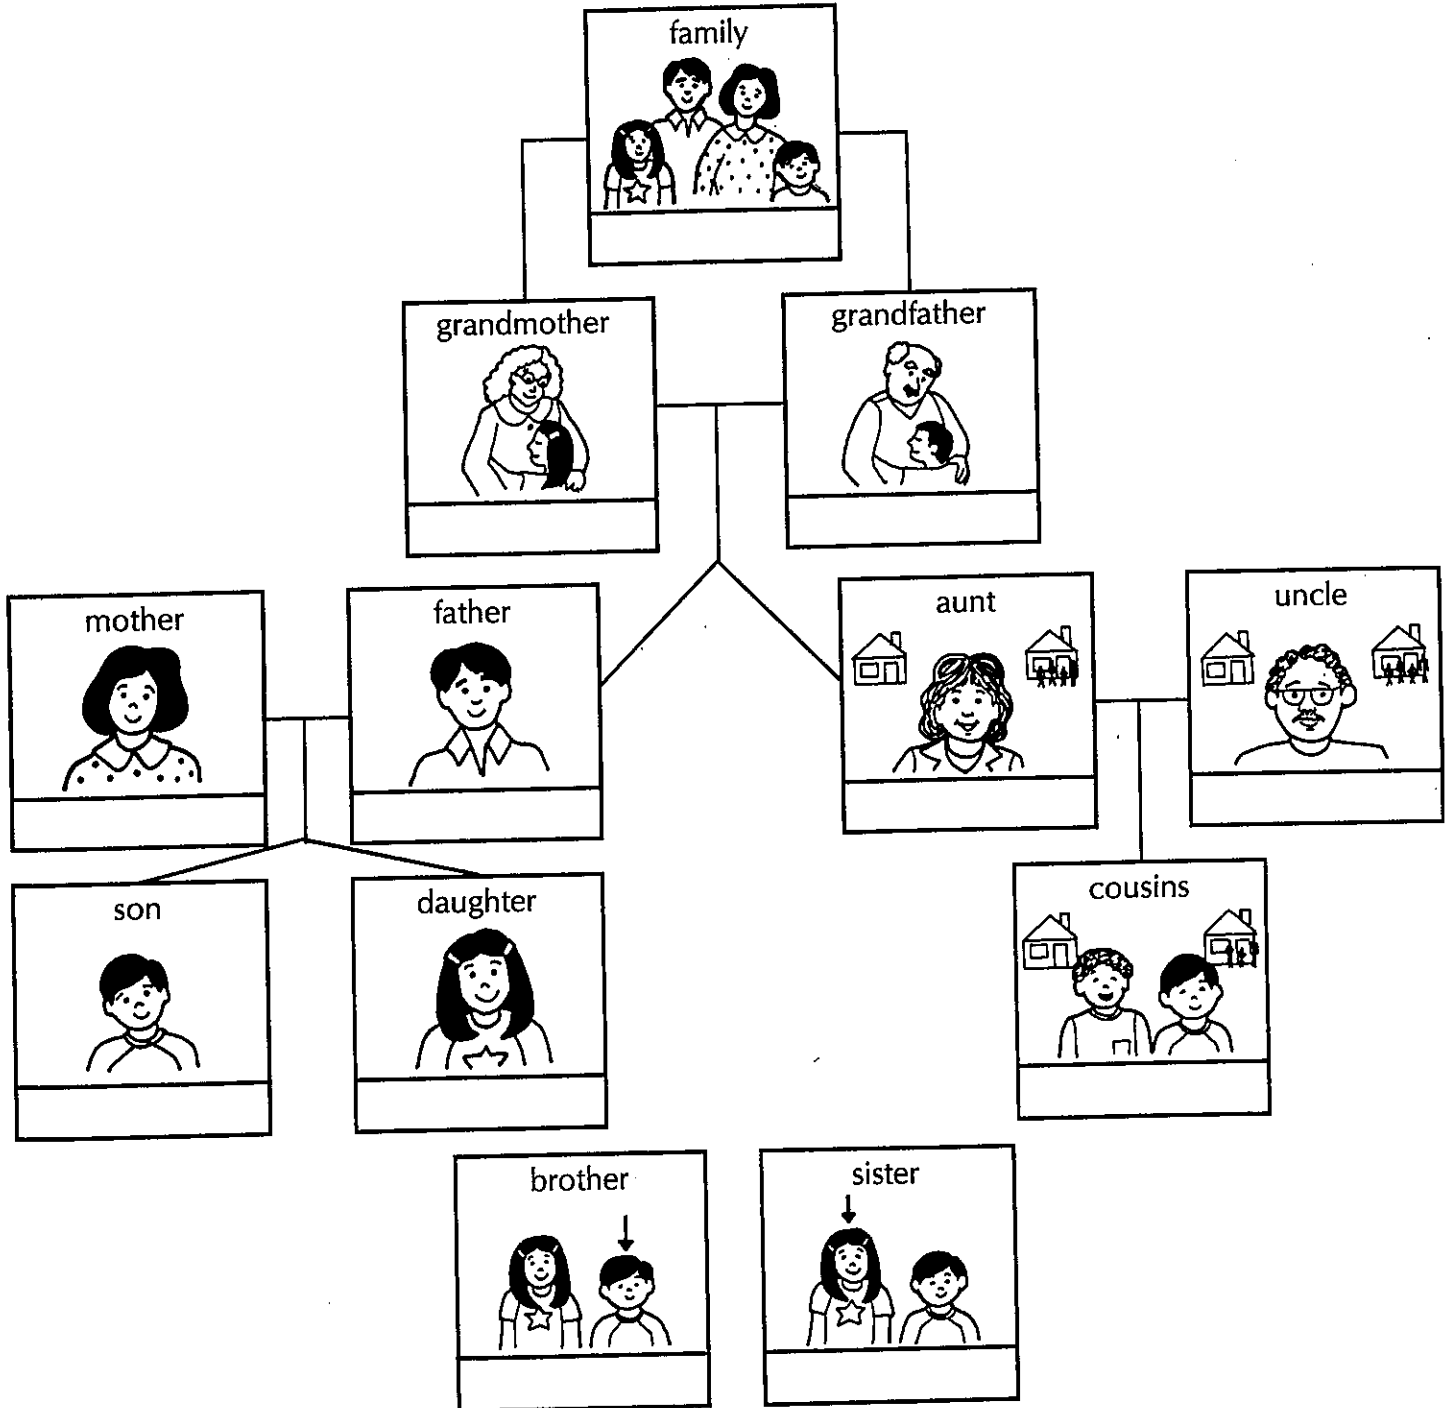 family
grandmother
grandfather
mother
father
aunt
uncle
son
daughter
cousins
brother
sister